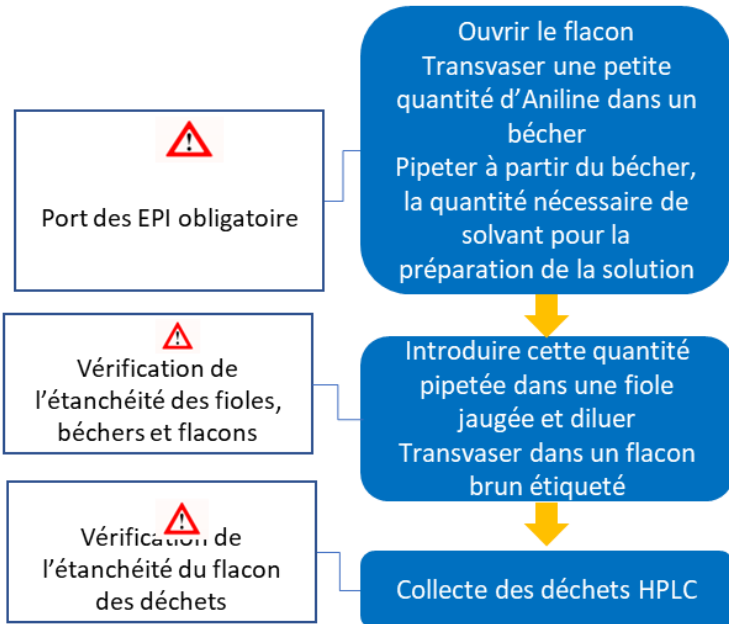 Ouvrir le flacon
Transvaser une petite
quantité d'Aniline dans un
bécher
Pipeter à partir du bécher,
la quantité nécessaire de
solvant pour la
préparation de la solution
Port des EPI obligatoire
Introduire cette quantité
pipetée dans une fiole
jaugée et diluer
Transvaser dans un flacon
brun étiqueté
Vérification de
l'étanchéité des fioles,
béchers et flacons
Collecte des déchets HPLC
Vérification de
l'étanchéité du flacon
des déchets